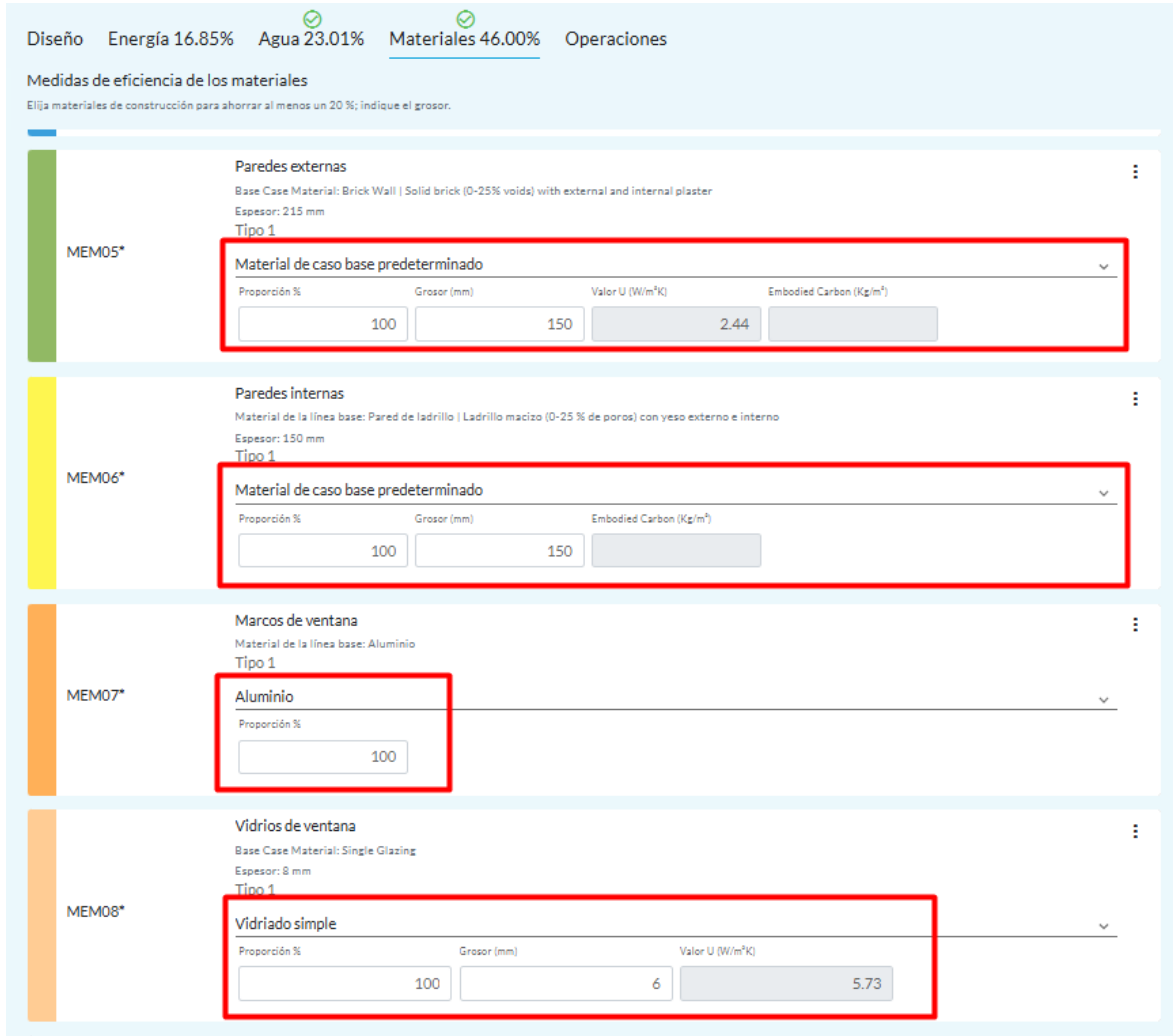 Diseño Energía 16.85% Agua 23.01% Materiales 46.00% Operaciones
Medidas de eficiencia de los materiales
Elija materiales de construcción para ahorrar al menos un 20 %; indique el grosor.
Paredes externas
Base Case Material: Brick Wall | Solid brick (0-25% voids) with external and internal plaster
Espesor: 215 mm
Tipo 1
MEM05*
Material de caso base predeterminado
Proporción % Grosor (mm) Valor U (W/m²K) Embodied Carbon (Kg/m²)
100 150 2.44
Paredes internas
Material de la línea base: Pared de ladrillo | Ladrillo macizo (0-25 % de poros) con yeso externo e interno
Espesor: 150 mm
Tipo 1
MEM06*
Material de caso base predeterminado
Proporción % Grosor (mm) Embodied Carbon (Kg/m²)
100 150
Marcos de ventana
Material de la línea base: Aluminio
Tipo 1
MEM07*
Aluminio
Proporción %
100
Vidrios de ventana
Base Case Material: Single Glazing
Espesor: 8 mm
Tipo 1
MEM08*
Vidriado simple
Proporción % Grosor (mm) Valor U (W/m²K)
100 6 5.73